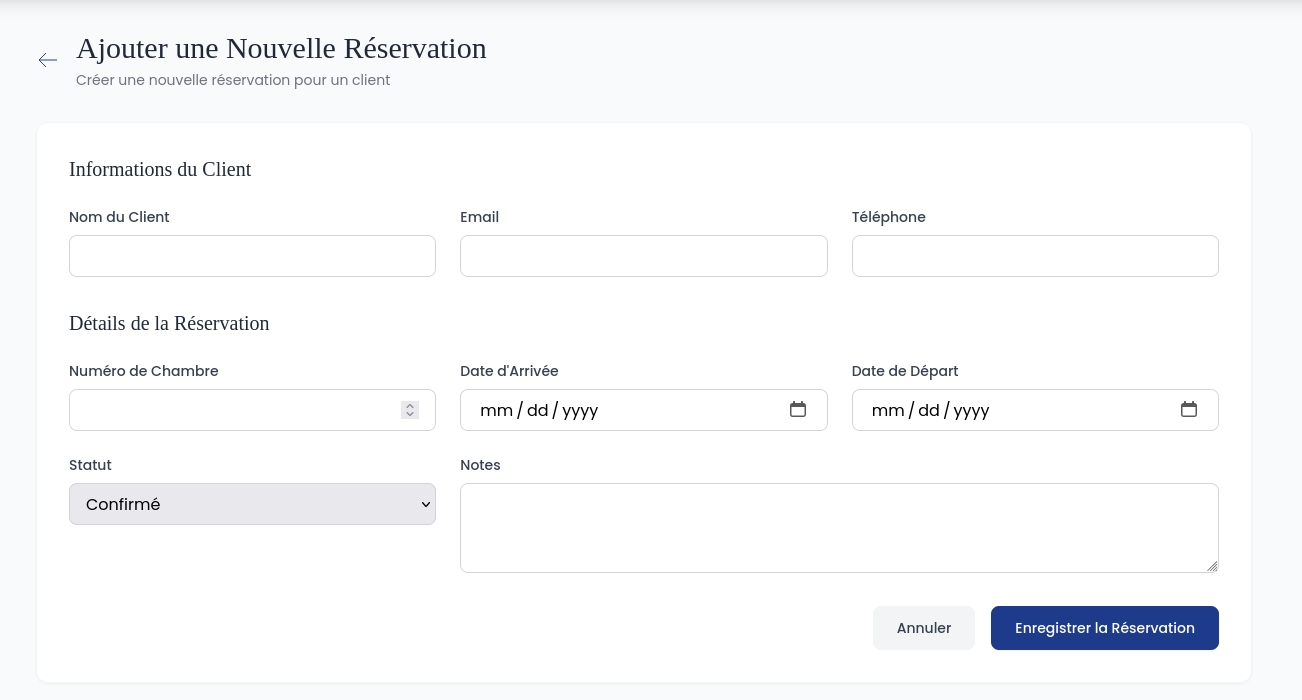 Ajouter une Nouvelle Réservation
Créer une nouvelle réservation pour un client
Informations du Client
Nom du Client
Email
Téléphone
Détails de la Réservation
Numéro de Chambre
Date d'Arrivée
Date de Départ
mm/dd/yyyy
mm/dd/yyyy
Statut
Notes
Confirmé
Annuler
Enregistrer la Réservation